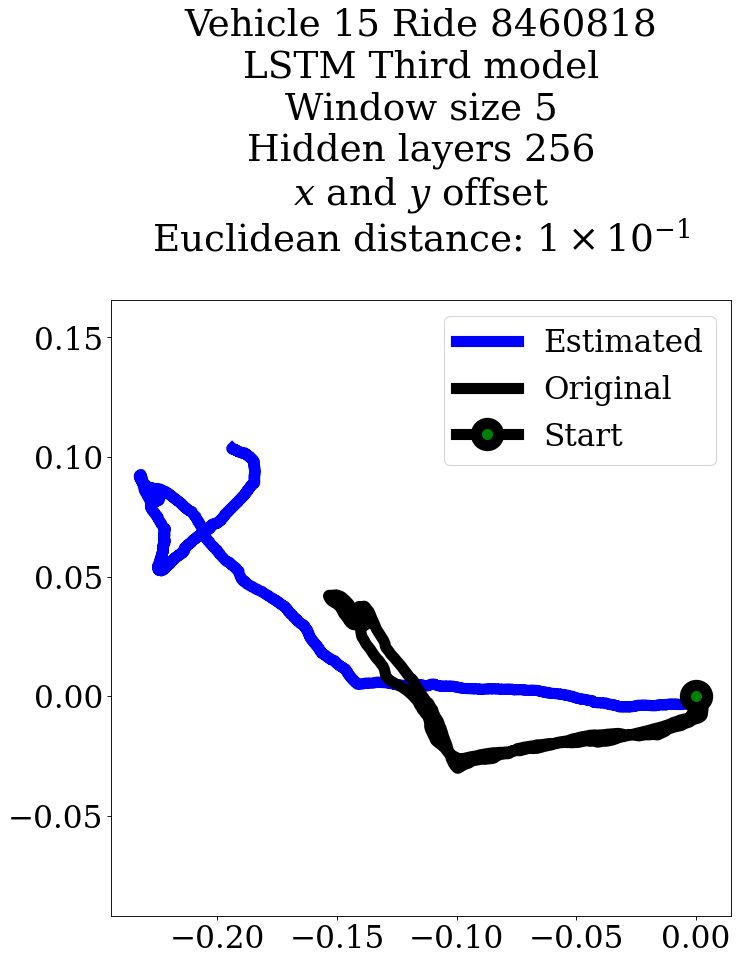 Vehicle 15 Ride 8460818
LSTM Third model
Window size 5
Hidden layers 256
x and y offset
Euclidean distance: 1 × 10⁻¹
Estimated
Original
Start
0.15
0.10
0.05
0.00
−0.05
−0.20 −0.15 −0.10 −0.05 0.00